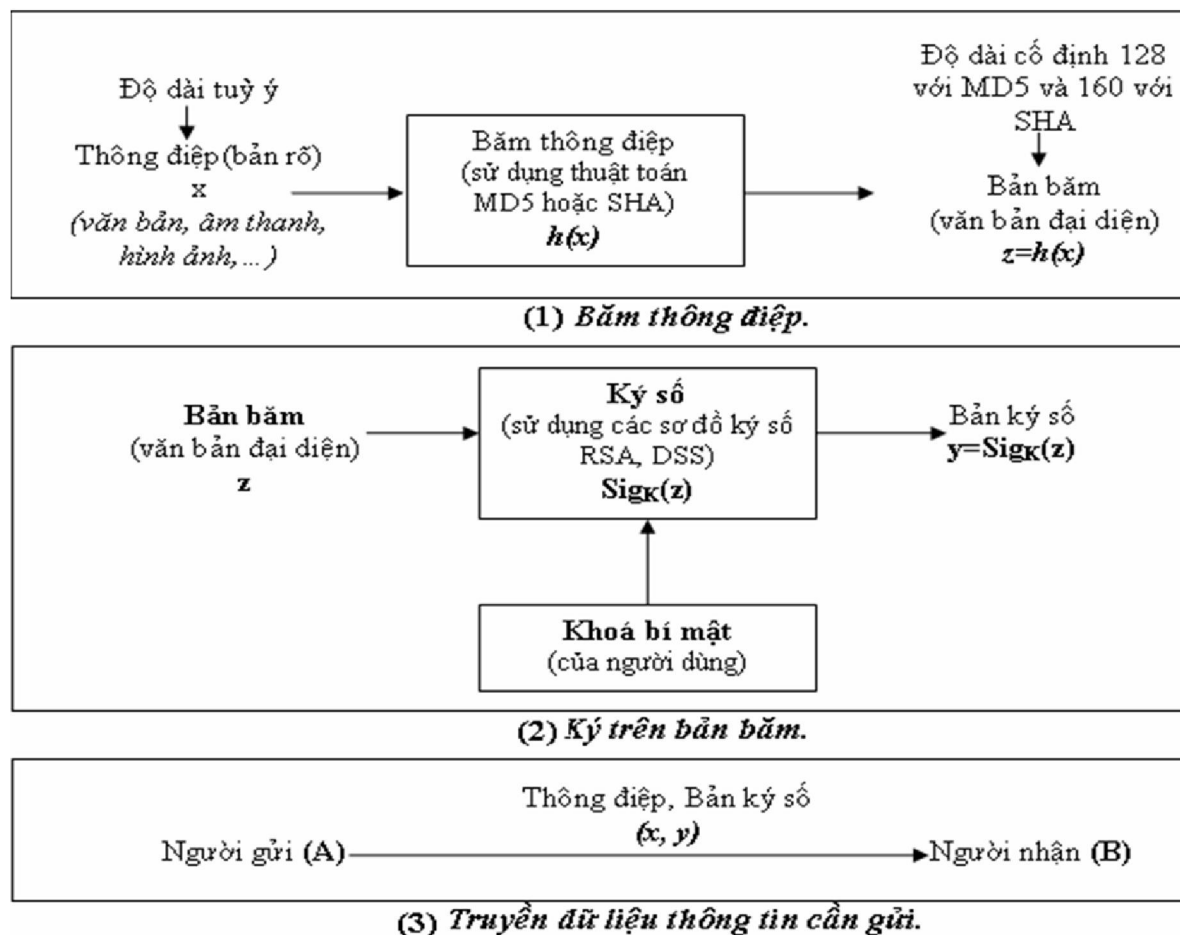 Độ dài tuỳ ý
Thông điệp (bản rõ)
x
(văn bản, âm thanh,
hình ảnh, ...)
Băm thông điệp
(sử dụng thuật toán
MD5 hoặc SHA)
h(x)
Độ dài cố định 128
với MD5 và 160 với
SHA
Bản băm
(văn bản đại diện)
z=h(x)
(1) Băm thông điệp.
Bản băm
(văn bản đại diện)
z
Ký số
(sử dụng các sơ đồ ký số
RSA, DSS)
SigK(z)
Bản ký số
y=SigK(z)
Khoá bí mật
(của người dùng)
(2) Ký trên bản băm.
Thông điệp, Bản ký số
(x, y)
Người gửi (A)
Người nhận (B)
(3) Truyền dữ liệu thông tin cần gửi.